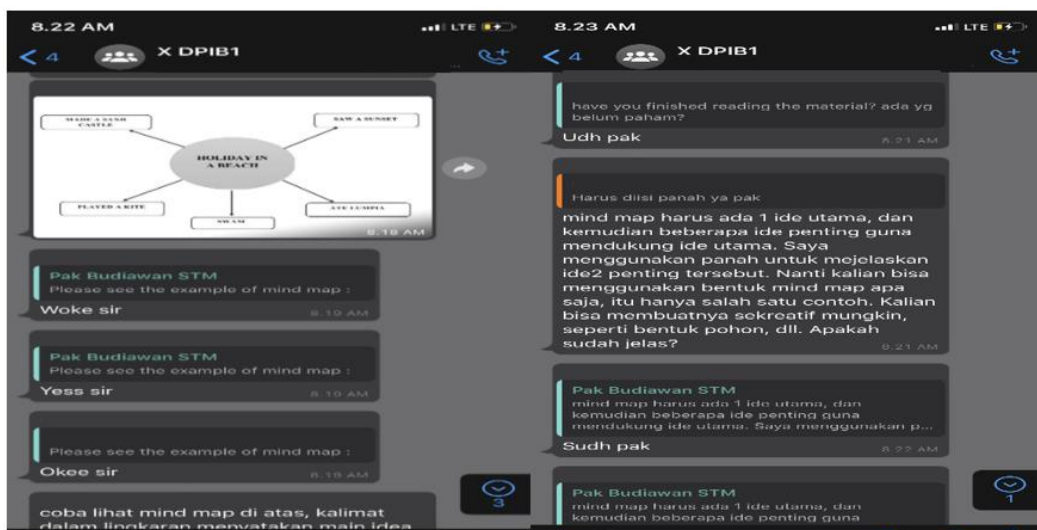 8.22 AM
LTE
4
X DPIB1
MADE A SAND
CASTLE
SAW A SUNSET
HOLIDAY IN
A BEACH
PLAYED A KITE
SWAM
ATE LUMPIA
8.18 AM
Pak Budiawan STM
Please see the example of mind map :
Woke sir
8.19 AM
Pak Budiawan STM
Please see the example of mind map :
Yess sir
8.19 AM
Please see the example of mind map :
Okee sir
8.19 AM
3
coba lihat mind map di atas, kalimat
dalam lingkaran menyatakan main idea
8.23 AM
LTE
4
X DPIB1
have you finished reading the material? ada yg
belum paham?
Udh pak
8.21 AM
Harus diisi panah ya pak
mind map harus ada 1 ide utama, dan
kemudian beberapa ide penting guna
mendukung ide utama. Saya
menggunakan panah untuk mejelaskan
ide2 penting tersebut. Nanti kalian bisa
menggunakan bentuk mind map apa
saja, itu hanya salah satu contoh. Kalian
bisa membuatnya sekreatif mungkin,
seperti bentuk pohon, dll. Apakah
sudah jelas?
8.21 AM
Pak Budiawan STM
mind map harus ada 1 ide utama, dan
kemudian beberapa ide penting guna
mendukung ide utama. Saya menggunakan p...
Sudh pak
8.22 AM
Pak Budiawan STM
mind map harus ada 1 ide utama, dan
kemudian beberapa ide penting guna
1